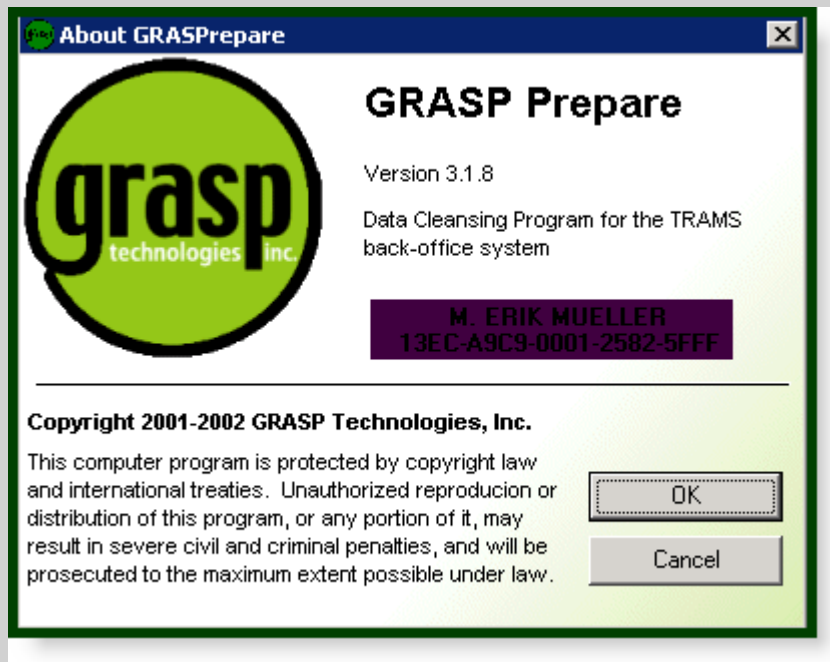 About GRASPrepare
grasp
technologies inc.
GRASP Prepare
Version 3.1.8
Data Cleansing Program for the TRAMS
back-office system
M. ERIK MUELLER
13EC-A9C9-0001-2582-5FFF
Copyright 2001-2002 GRASP Technologies, Inc.
This computer program is protected by copyright law
and international treaties.  Unauthorized reproducion or
distribution of this program, or any portion of it, may
result in severe civil and criminal penalties, and will be
prosecuted to the maximum extent possible under law.
OK
Cancel